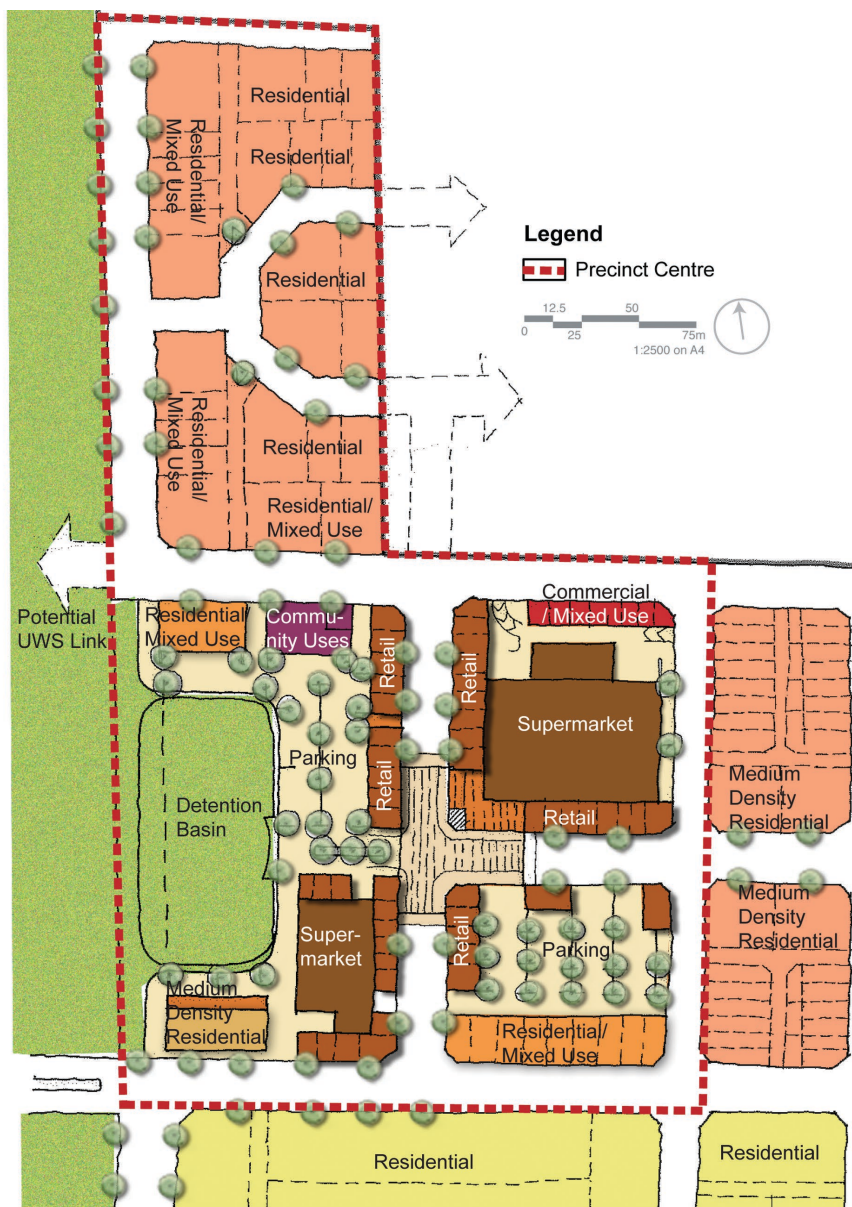 Residential
Residential/
Mixed Use
Residential
Residential
Legend
Precinct Centre
12.5
50
0
25
75m
1:2500 on A4
Residential/
Mixed Use
Residential
Residential/
Mixed Use
Potential
UWS Link
Residential/
Mixed Use
Commu-
nity Uses
Retail
Retail
Commercial
/ Mixed Use
Supermarket
Parking
Retail
Retail
Detention
Basin
Medium
Density
Residential
Medium
Density
Residential
Super-
market
Retail
Parking
Medium
Density
Residential
Residential/
Mixed Use
Residential
Residential